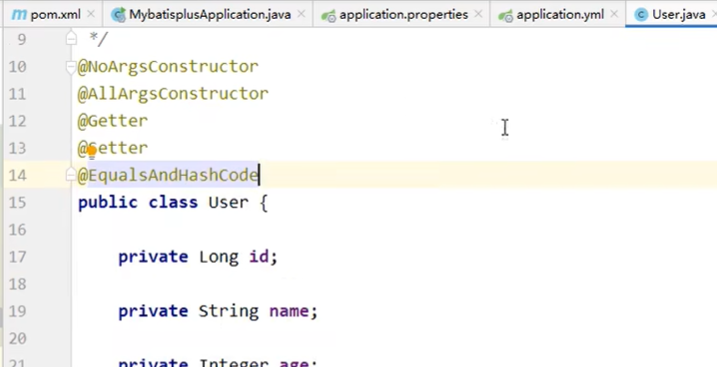 pom.xml MybatisplusApplication.java application.properties application.yml User.java
9 */
10 @NoArgsConstructor
11 @AllArgsConstructor
12 @Getter
13 @Setter
14 @EqualsAndHashCode
15 public class User {
16
17 private Long id;
18
19 private String name;
20
21 private Integer age;